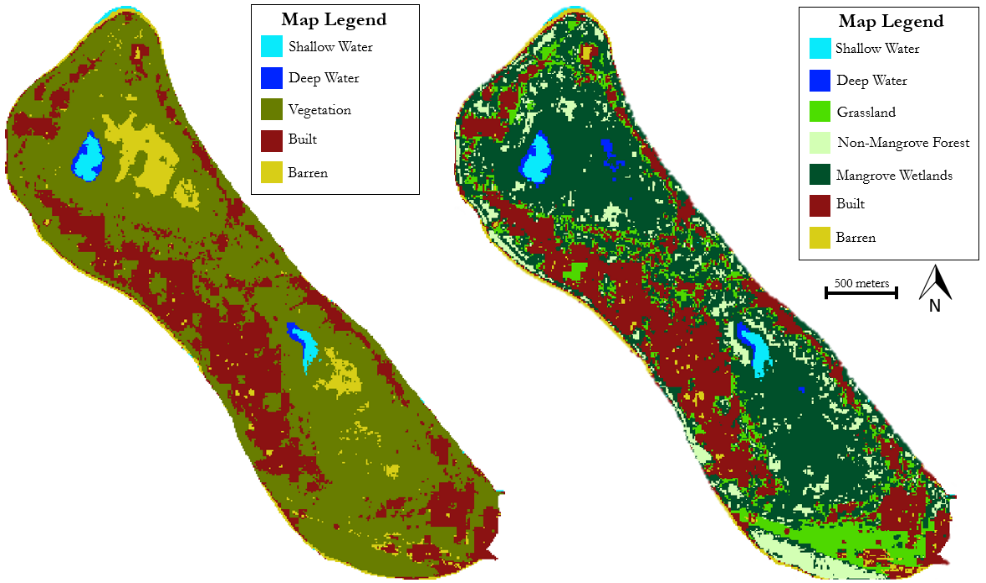 Map Legend
Shallow Water
Deep Water
Vegetation
Built
Barren
Map Legend
Shallow Water
Deep Water
Grassland
Non-Mangrove Forest
Mangrove Wetlands
Built
Barren
500 meters
N